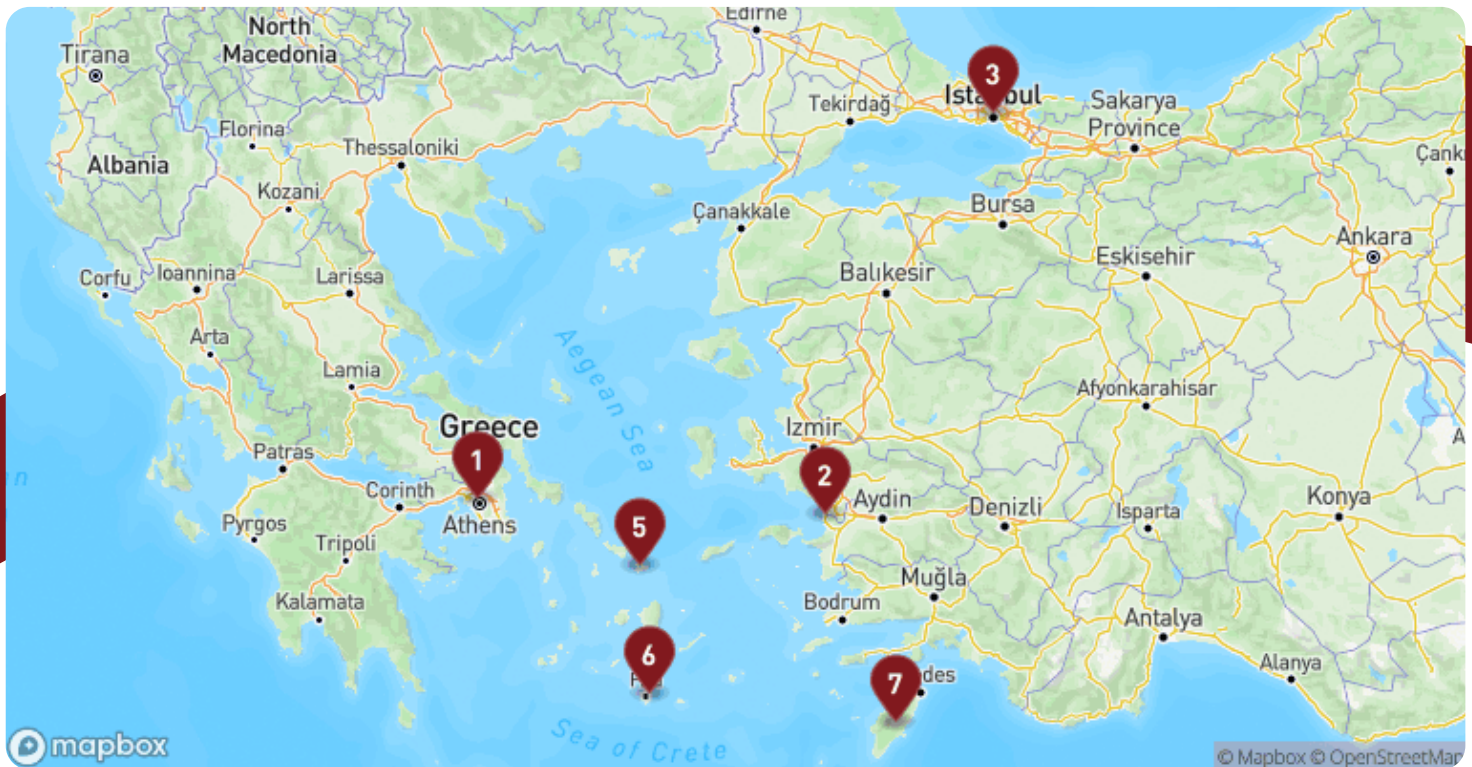 Edirne
North
Macedonia
Tirana
3
Istanbul
Tekirdağ
Sakarya
Province
Florina
Thessaloniki
Albania
Çank
Kozani
Çanakkale
Bursa
Ankara
Eskisehir
Corfu
Ioannina
Larissa
Balıkesir
Arta
Aegean Sea
Lamia
Afyonkarahisar
Greece
Izmir
A
Patras
1
2
Corinth
Aydin
Denizli
Isparta
Konya
Pyrgos
Athens
5
Tripoli
Muğla
Kalamata
Bodrum
Antalya
6
Alanya
7
des
n
Sea of Crete
mapbox
© Mapbox © OpenStreetMap